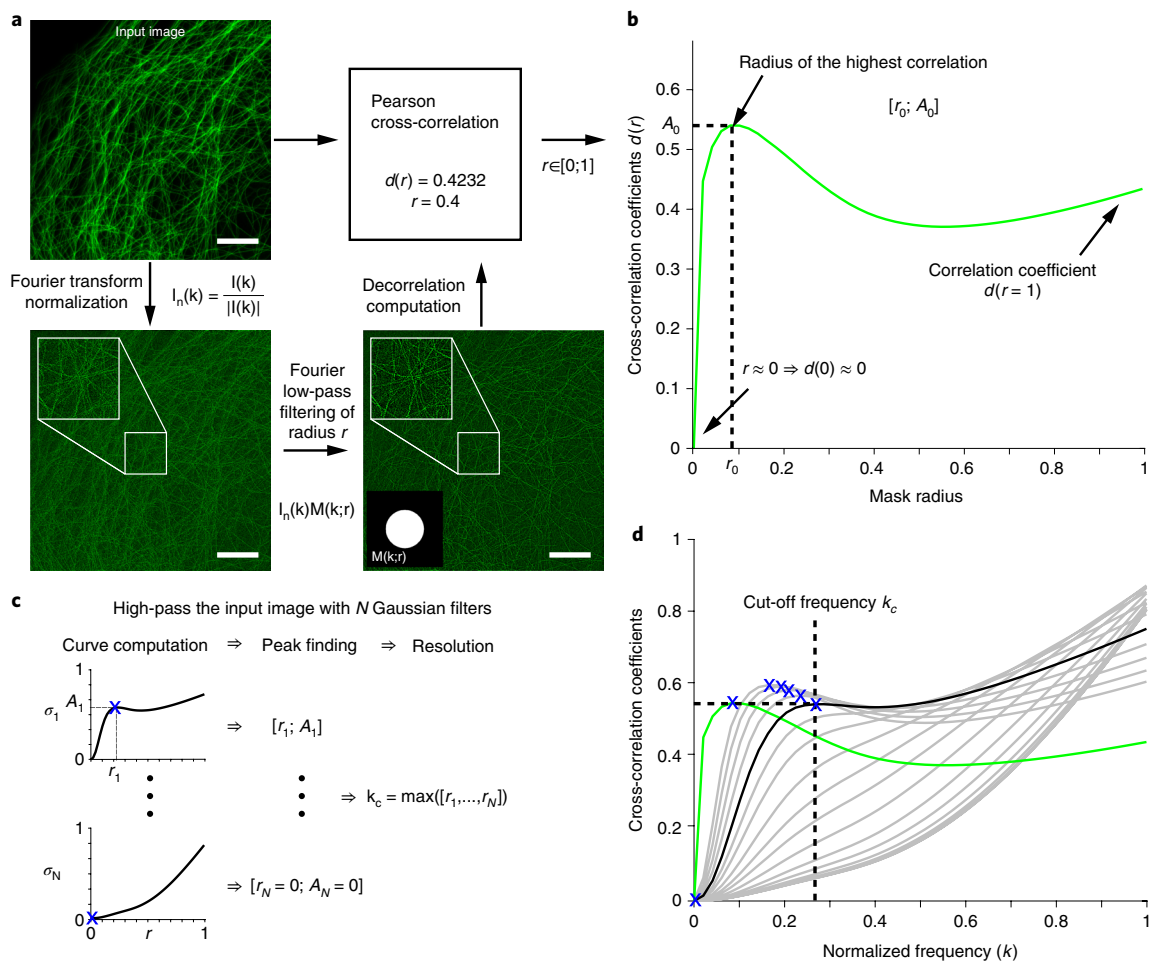 a
Input image
Pearson
cross-correlation
d(r) = 0.4232
r = 0.4
r∈[0;1]
Fourier transform
normalization
Iₙ(k) = I(k) / |I(k)|
Decorrelation
computation
Fourier
low-pass
filtering of
radius r
Iₙ(k)M(k;r)
M(k;r)
b
Cross-correlation coefficients d(r)
0.6
A₀
0.5
0.4
0.3
0.2
0.1
0
Radius of the highest correlation
[r₀; A₀]
Correlation coefficient
d(r = 1)
r ≈ 0 ⇒ d(0) ≈ 0
0 r₀ 0.2 0.4 0.6 0.8 1
Mask radius
c
High-pass the input image with N Gaussian filters
Curve computation ⇒ Peak finding ⇒ Resolution
1
σ₁ A₁
0
r₁
⇒ [r₁; A₁]
⇒ k_c = max([r₁,...,r_N])
1
σ_N
0
0 r 1
⇒ [r_N = 0; A_N = 0]
d
Cross-correlation coefficients
1
0.8
0.6
0.4
0.2
0
Cut-off frequency k_c
0 0.2 0.4 0.6 0.8 1
Normalized frequency (k)